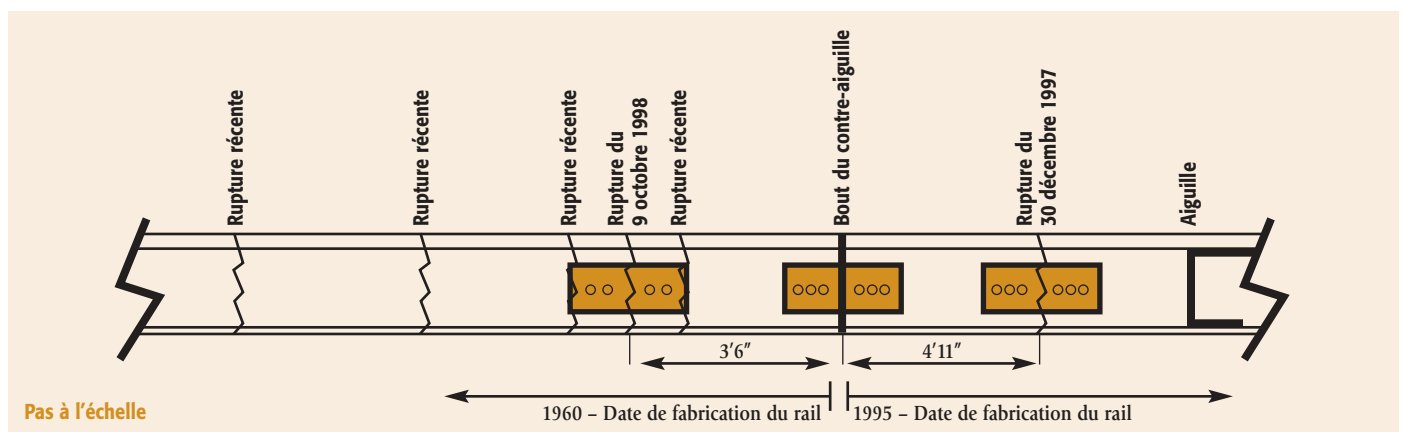 Rupture récente
Rupture récente
Rupture récente
Rupture du
9 octobre 1998
Rupture récente
Bout du contre-aiguille
Rupture du
30 décembre 1997
Aiguille
3’6”
4’11”
1960 – Date de fabrication du rail
1995 – Date de fabrication du rail
Pas à l’échelle